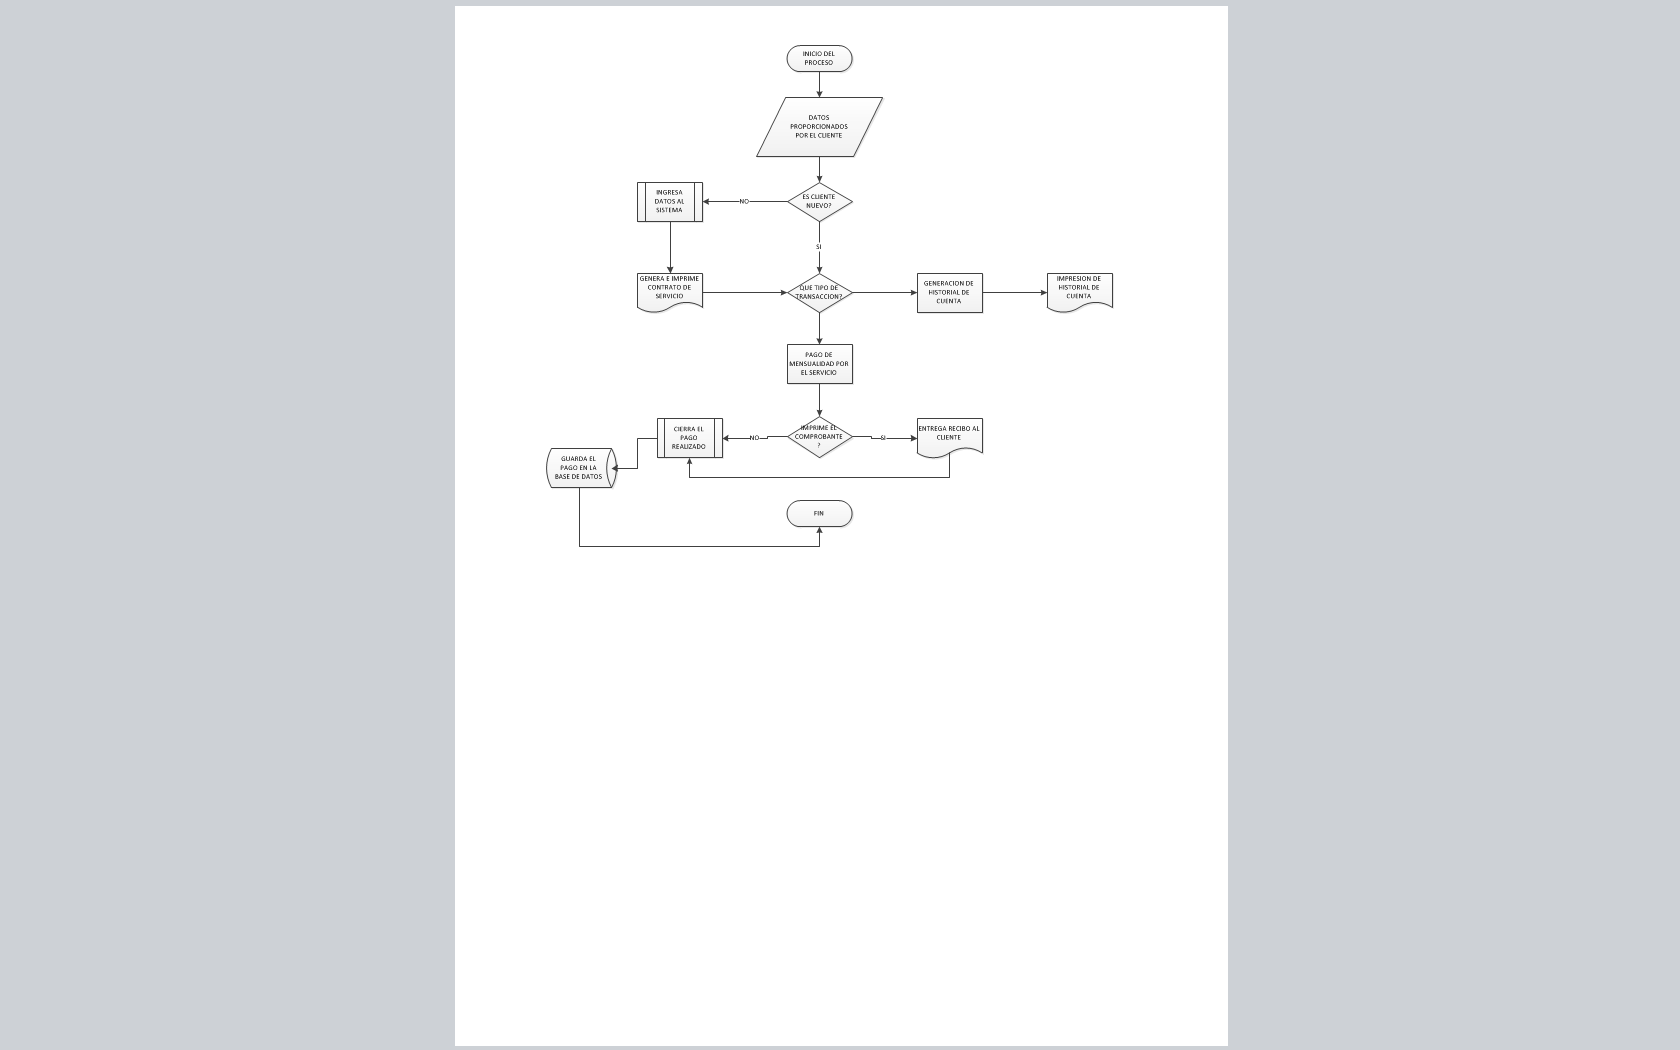 INICIO DEL
PROCESO
DATOS
PROPORCIONADOS
POR EL CLIENTE
INGRESA
DATOS AL
SISTEMA
NO
ES CLIENTE
NUEVO?
SI
GENERA E IMPRIME
CONTRATO DE
SERVICIO
QUE TIPO DE
TRANSACCION?
GENERACION DE
HISTORIAL DE
CUENTA
IMPRESION DE
HISTORIAL DE
CUENTA
PAGO DE
MENSUALIDAD POR
EL SERVICIO
CIERRA EL
PAGO
REALIZADO
NO
IMPRIME EL
COMPROBANTE
?
SI
ENTREGA RECIBO AL
CLIENTE
GUARDA EL
PAGO EN LA
BASE DE DATOS
FIN